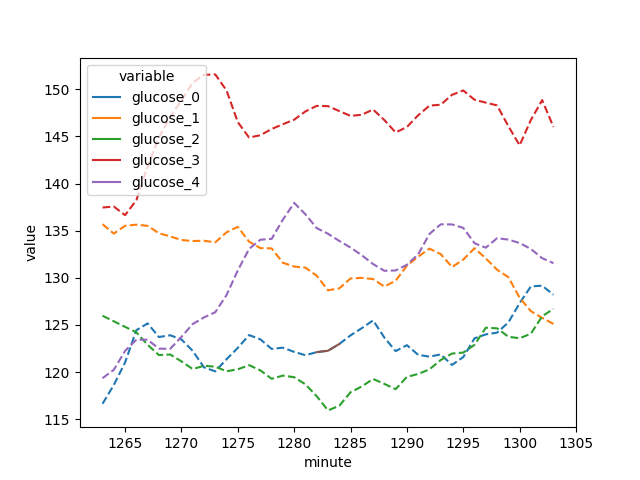 variable
glucose_0
glucose_1
glucose_2
glucose_3
glucose_4
value
150
145
140
135
130
125
120
115
1265 1270 1275 1280 1285 1290 1295 1300 1305
minute